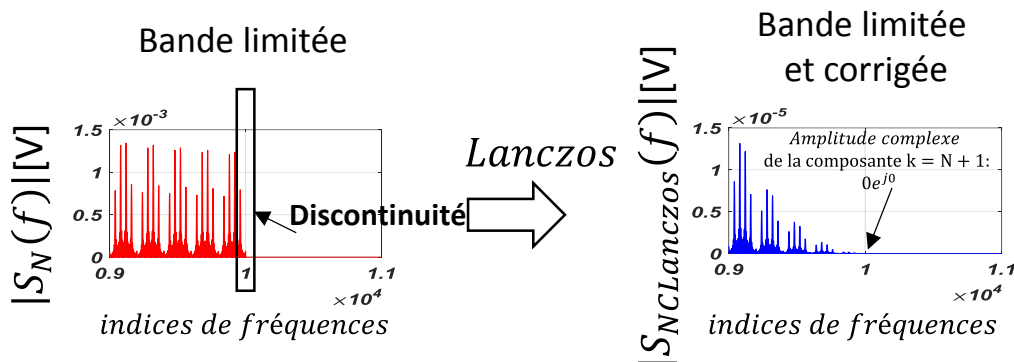 Bande limitée
|S_N(f)|[V]
×10^-3
1.5
1
0.5
0
0.9
1
1.1
×10^4
indices de fréquences
Discontinuité
Lanczos
Bande limitée
et corrigée
|S_NCLanczos(f)|[V]
×10^-5
1.5
1
0.5
0
0.9
1
1.1
×10^4
Amplitude complexe
de la composante k = N + 1:
0e^j0
indices de fréquences